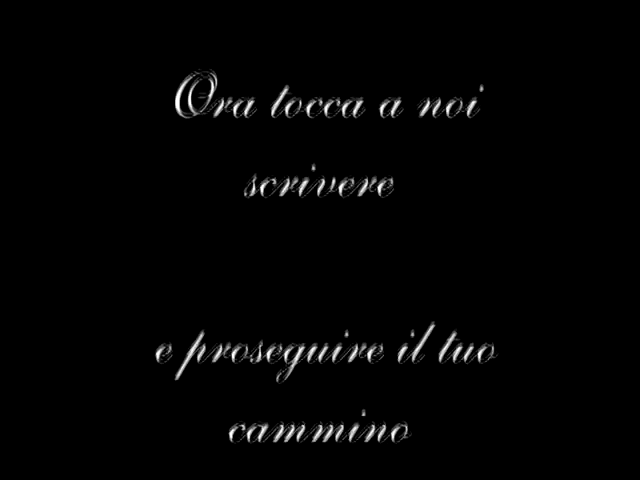 Ora tocca a noi
scrivere
e proseguire il tuo
cammino